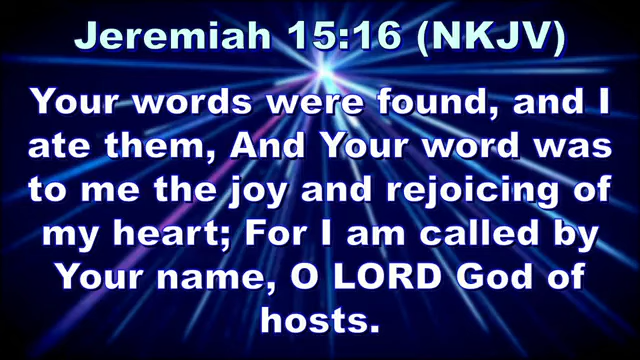 Jeremiah 15:16 (NKJV)
Your words were found, and I
ate them, And Your word was
to me the joy and rejoicing of
my heart; For I am called by
Your name, O LORD God of
hosts.